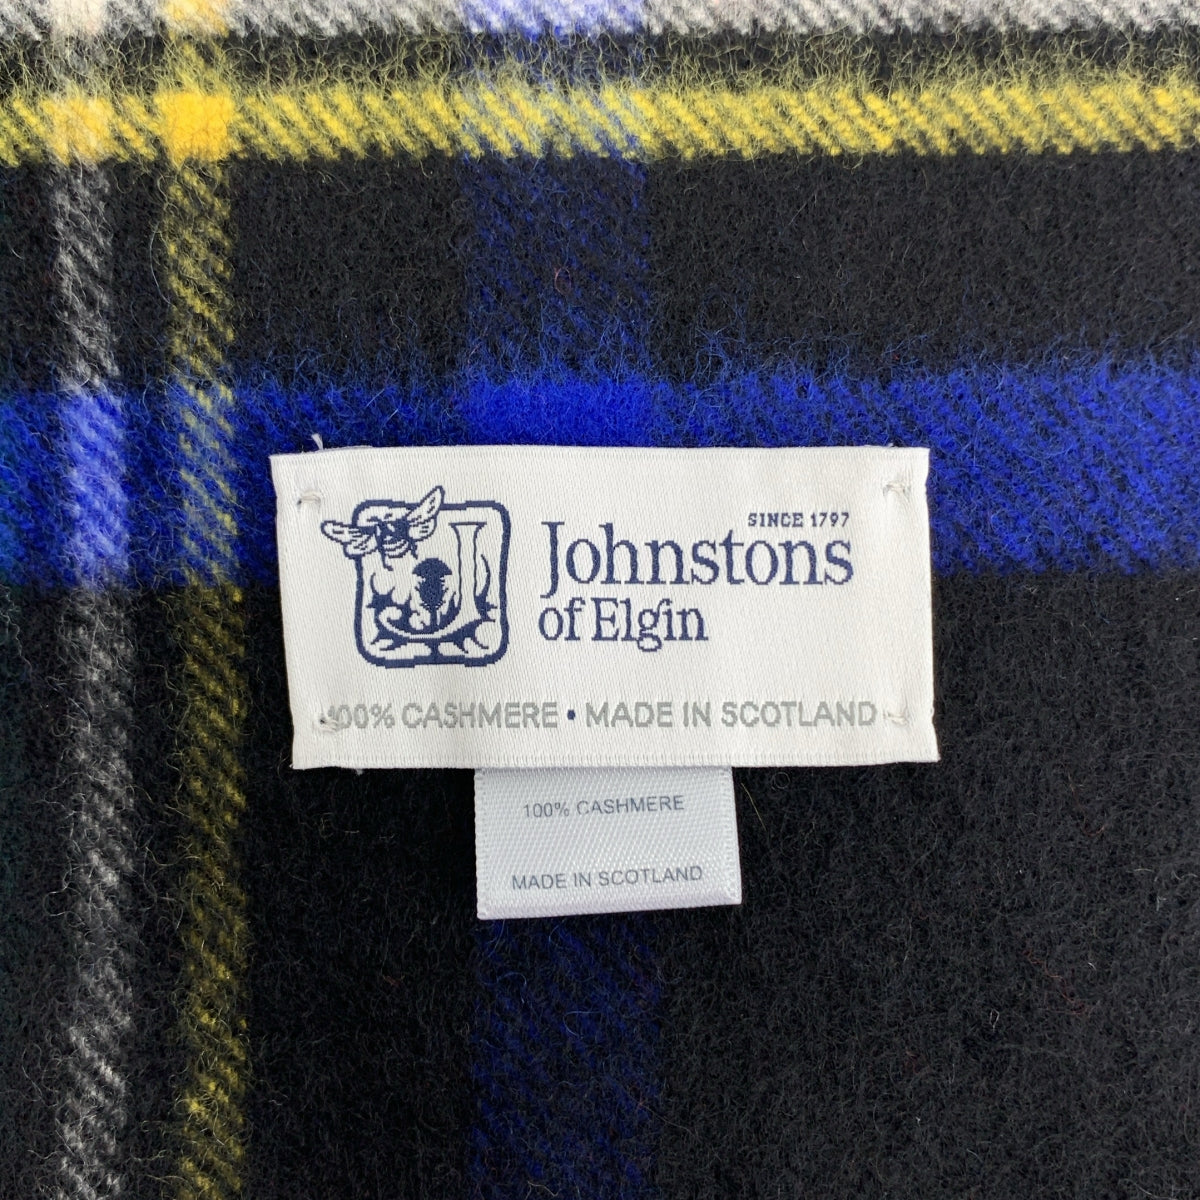 SINCE 1797
Johnstons
of Elgin
100% CASHMERE • MADE IN SCOTLAND
100% CASHMERE
MADE IN SCOTLAND